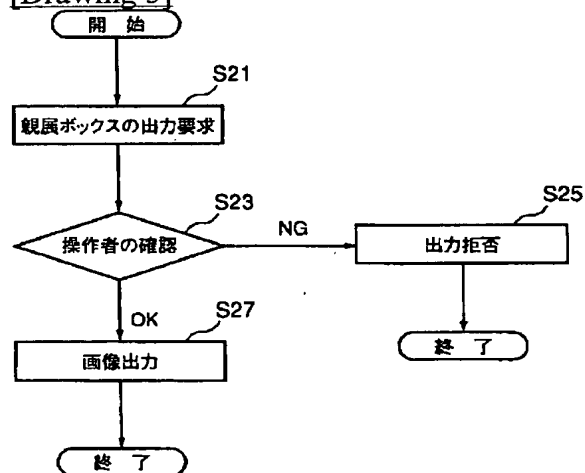 [Drawing 5]
開 始
S21
親展ボックスの出力要求
S23
操作者の確認
NG
S25
出力拒否
OK
S27
画像出力
終 了
終 了